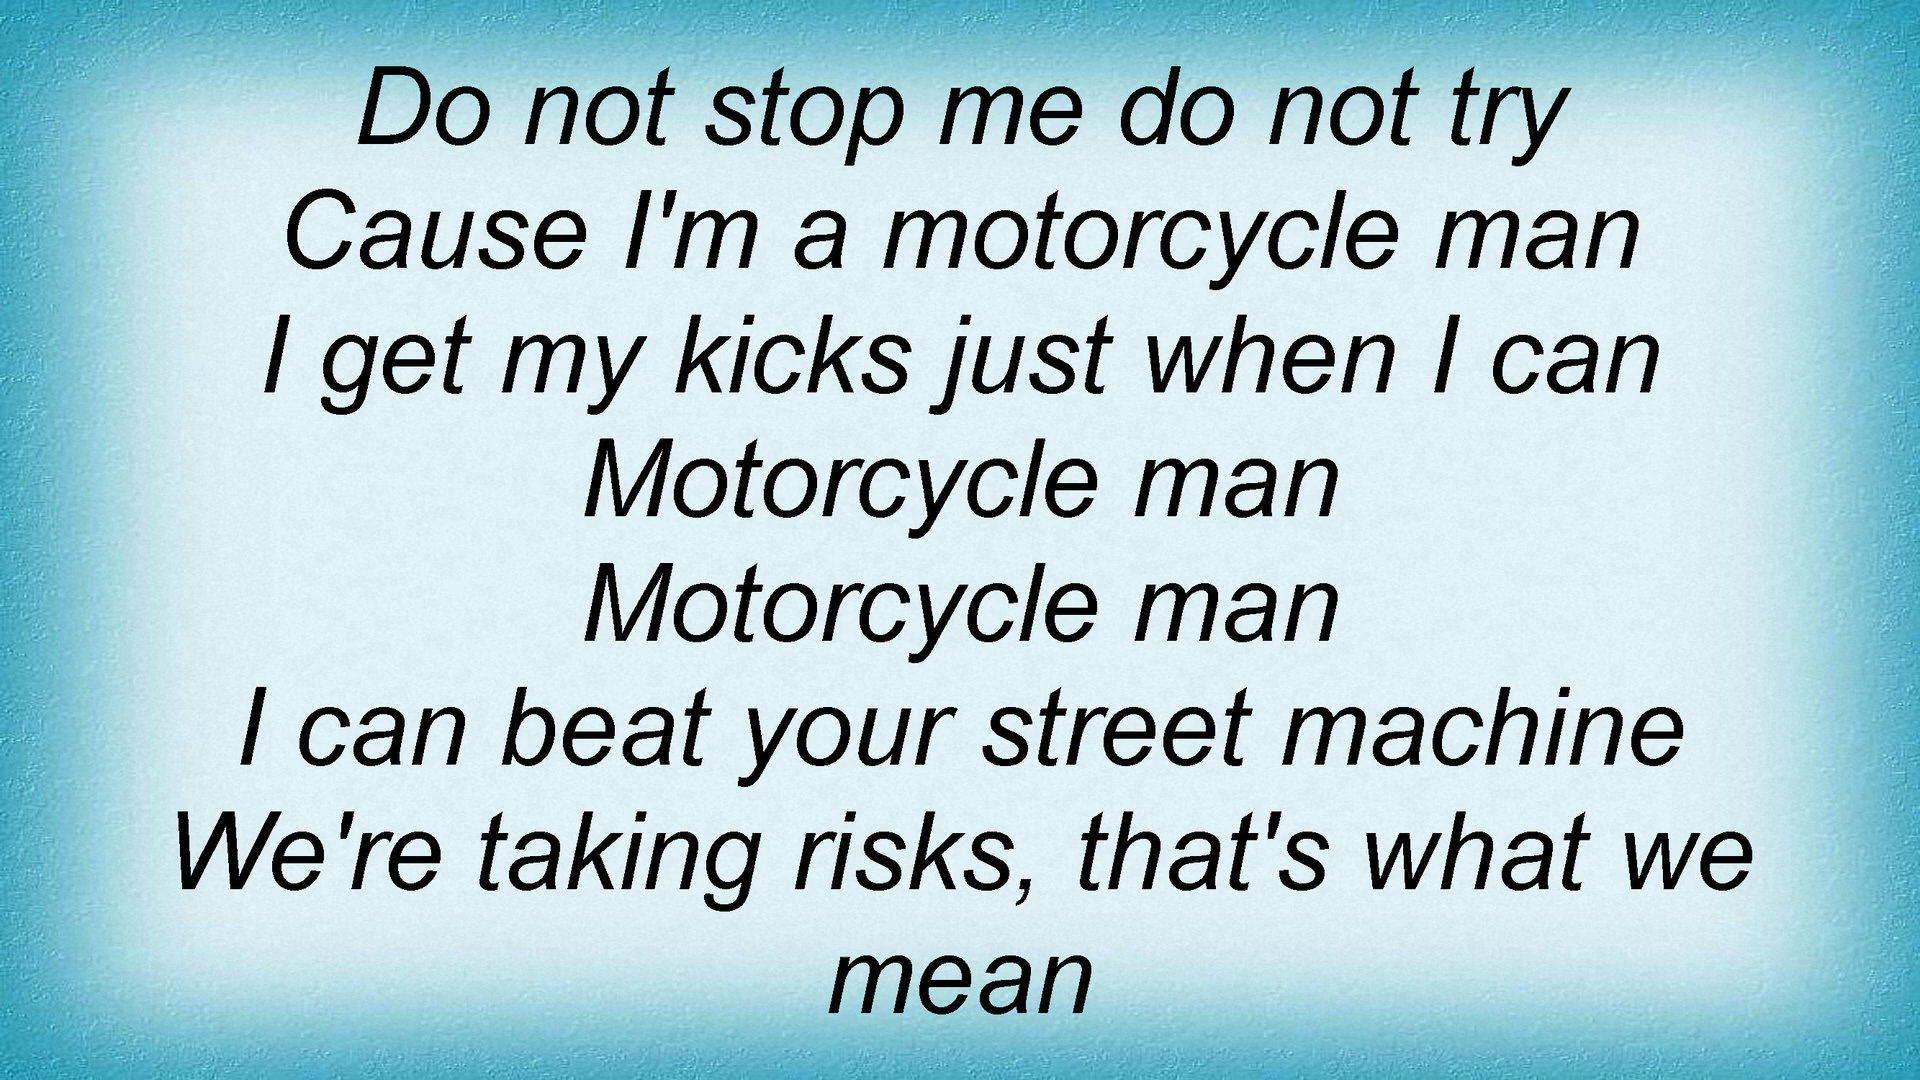 Do not stop me do not try
Cause I'm a motorcycle man
I get my kicks just when I can
Motorcycle man
Motorcycle man
I can beat your street machine
We're taking risks, that's what we
mean